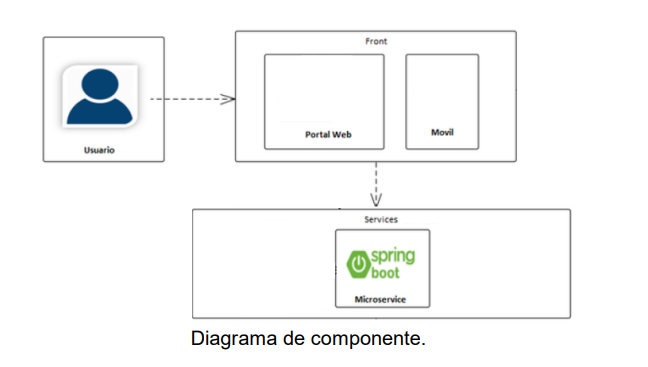 Front
Portal Web
Movil
Usuario
Services
spring
boot
Microservice
Diagrama de componente.